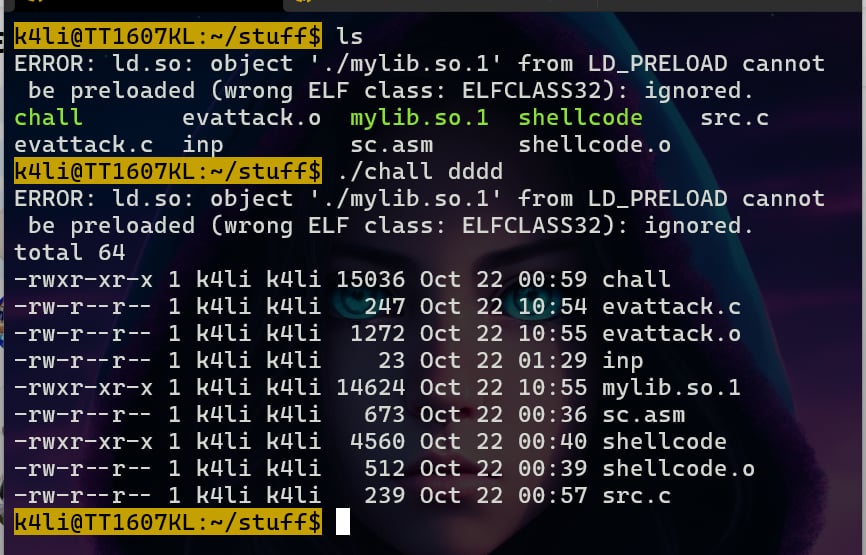 k4li@TT1607KL:~/stuff$ ls
ERROR: ld.so: object './mylib.so.1' from LD_PRELOAD cannot
 be preloaded (wrong ELF class: ELFCLASS32): ignored.
chall       evattack.o  mylib.so.1  shellcode    src.c
evattack.c  inp         sc.asm      shellcode.o
k4li@TT1607KL:~/stuff$ ./chall dddd
ERROR: ld.so: object './mylib.so.1' from LD_PRELOAD cannot
 be preloaded (wrong ELF class: ELFCLASS32): ignored.
total 64
-rwxr-xr-x 1 k4li k4li 15036 Oct 22 00:59 chall
-rw-r--r-- 1 k4li k4li   247 Oct 22 10:54 evattack.c
-rw-r--r-- 1 k4li k4li  1272 Oct 22 10:55 evattack.o
-rw-r--r-- 1 k4li k4li    23 Oct 22 01:29 inp
-rwxr-xr-x 1 k4li k4li 14624 Oct 22 10:55 mylib.so.1
-rw-r--r-- 1 k4li k4li   673 Oct 22 00:36 sc.asm
-rwxr-xr-x 1 k4li k4li  4560 Oct 22 00:40 shellcode
-rw-r--r-- 1 k4li k4li   512 Oct 22 00:39 shellcode.o
-rw-r--r-- 1 k4li k4li   239 Oct 22 00:57 src.c
k4li@TT1607KL:~/stuff$